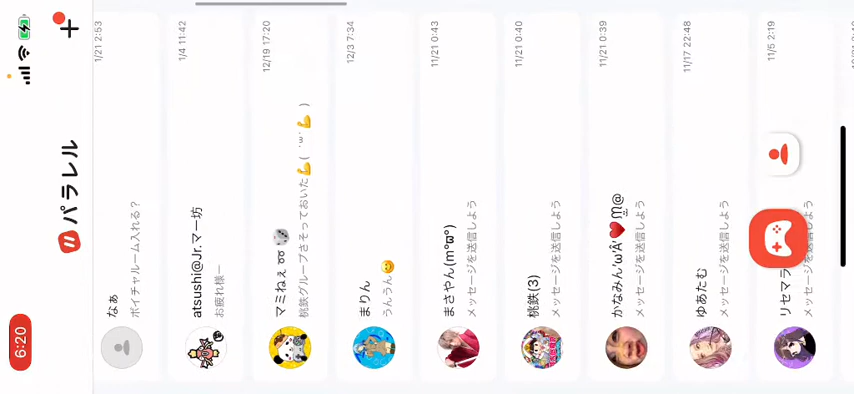 6:20
パラレル
なぁ
1/21 2:53
ボイチャルーム入れる?
atsushi@Jr.マー坊
1/4 11:42
お疲れ様ー
マミねぇ ➿🎲
12/19 17:20
桃鉄グループさそっておいた💪( ˙꒳˙ 💪 )
まりん
12/3 7:34
うんうん😀
まさやん(m°ϖ°)
11/21 0:43
メッセージを送信しよう
桃鉄(3)
11/21 0:40
メッセージを送信しよう
かなみん'ω'Â'❤️ @
11/21 0:39
メッセージを送信しよう
ゆあたむ
11/17 22:48
メッセージを送信しよう
リセマラ
11/5 2:19
メッセージを送信しよう